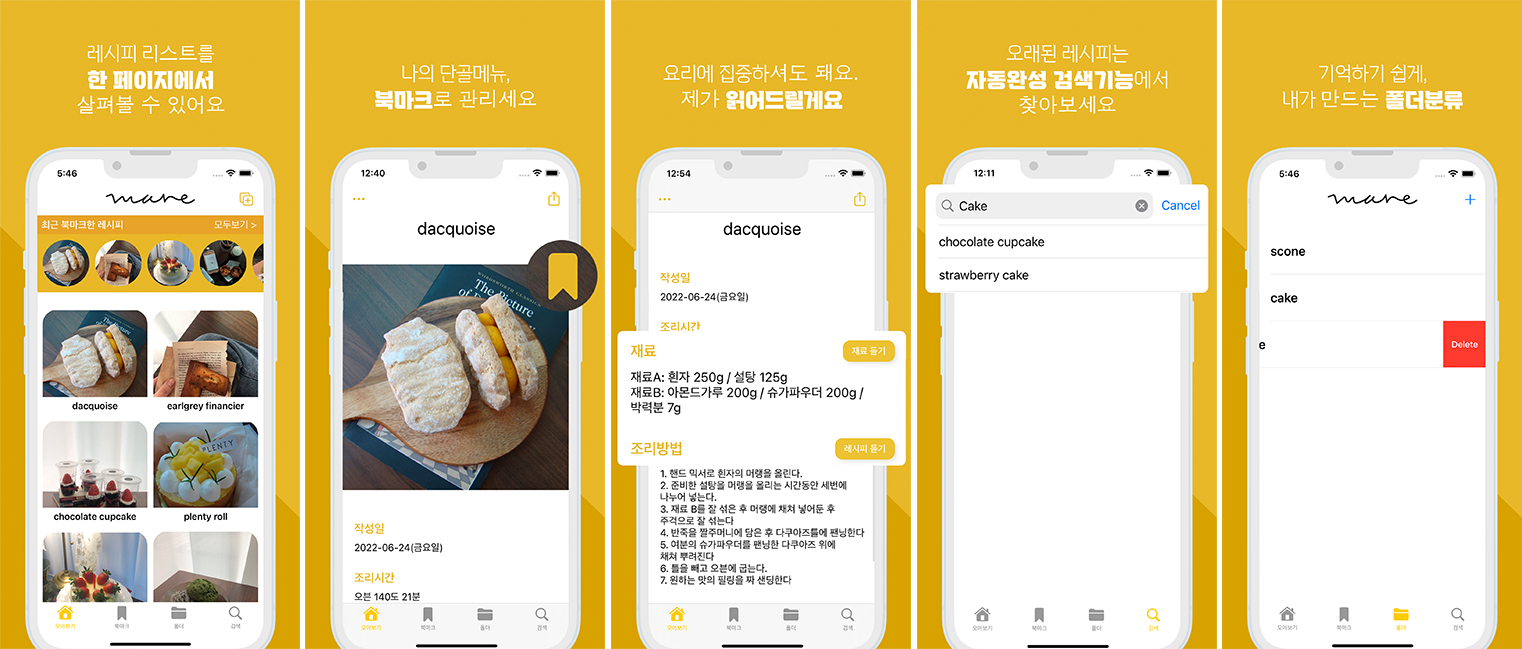 레시피 리스트를
한 페이지에서
살펴볼 수 있어요
5:46
mare
최근 북마크한 레시피
모두보기 >
dacquoise
earlgrey financier
PLENTY
chocolate cupcake
plenty roll
모아보기
북마크
폴더
검색
나의 단골메뉴,
북마크로 관리세요
12:40
dacquoise
WORDSWORTH CLASSICS
The Picture
작성일
2022-06-24(금요일)
조리시간
오븐 140도 21분
모아보기
북마크
폴더
검색
요리에 집중하셔도 돼요.
제가 읽어드릴게요
12:54
dacquoise
작성일
2022-06-24(금요일)
조리시간
재료
재료 듣기
재료A: 흰자 250g / 설탕 125g
재료B: 아몬드가루 200g / 슈가파우더 200g /
박력분 7g
조리방법
레시피 듣기
1. 핸드 믹서로 흰자의 머랭을 올린다.
2. 준비한 설탕을 머랭을 올리는 시간동안 세번에
나누어 넣는다.
3. 재료 B를 잘 섞은 후 머랭에 채쳐 넣어둔 후
주걱으로 잘 섞는다
4. 반죽을 짤주머니에 담은 후 다쿠아즈틀에 팬닝한다
5. 여분의 슈가파우더를 팬닝한 다쿠아즈 위에
채쳐 뿌려진다
6. 틀을 빼고 오븐에 굽는다.
7. 원하는 맛의 필링을 짜 샌딩한다
모아보기
북마크
폴더
검색
오래된 레시피는
자동완성 검색기능에서
찾아보세요
12:11
Cake
Cancel
chocolate cupcake
strawberry cake
모아보기
북마크
폴더
검색
기억하기 쉽게,
내가 만드는 폴더분류
5:46
mare
scone
cake
e
Delete
모아보기
북마크
폴더
검색